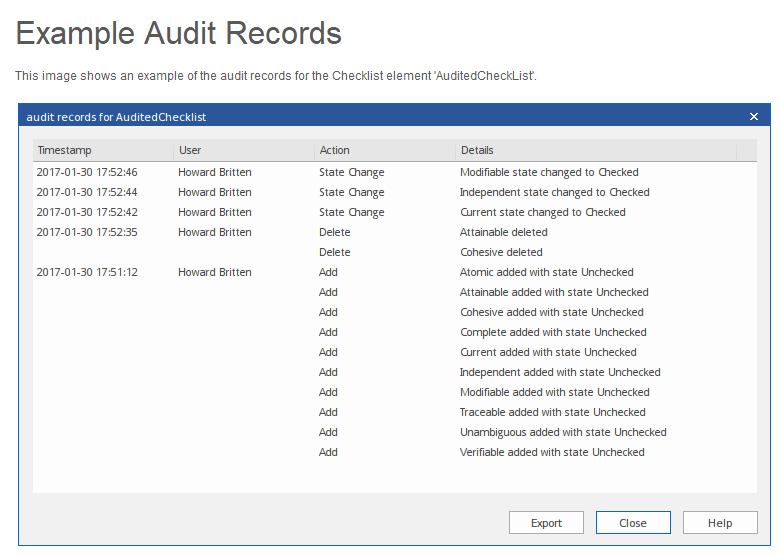 Example Audit Records
This image shows an example of the audit records for the Checklist element 'AuditedCheckList'.
audit records for AuditedChecklist
Timestamp User Action Details
2017-01-30 17:52:46 Howard Britten State Change Modifiable state changed to Checked
2017-01-30 17:52:44 Howard Britten State Change Independent state changed to Checked
2017-01-30 17:52:42 Howard Britten State Change Current state changed to Checked
2017-01-30 17:52:35 Howard Britten Delete Attainable deleted
Delete Cohesive deleted
2017-01-30 17:51:12 Howard Britten Add Atomic added with state Unchecked
Add Attainable added with state Unchecked
Add Cohesive added with state Unchecked
Add Complete added with state Unchecked
Add Current added with state Unchecked
Add Independent added with state Unchecked
Add Modifiable added with state Unchecked
Add Traceable added with state Unchecked
Add Unambiguous added with state Unchecked
Add Verifiable added with state Unchecked
Export Close Help